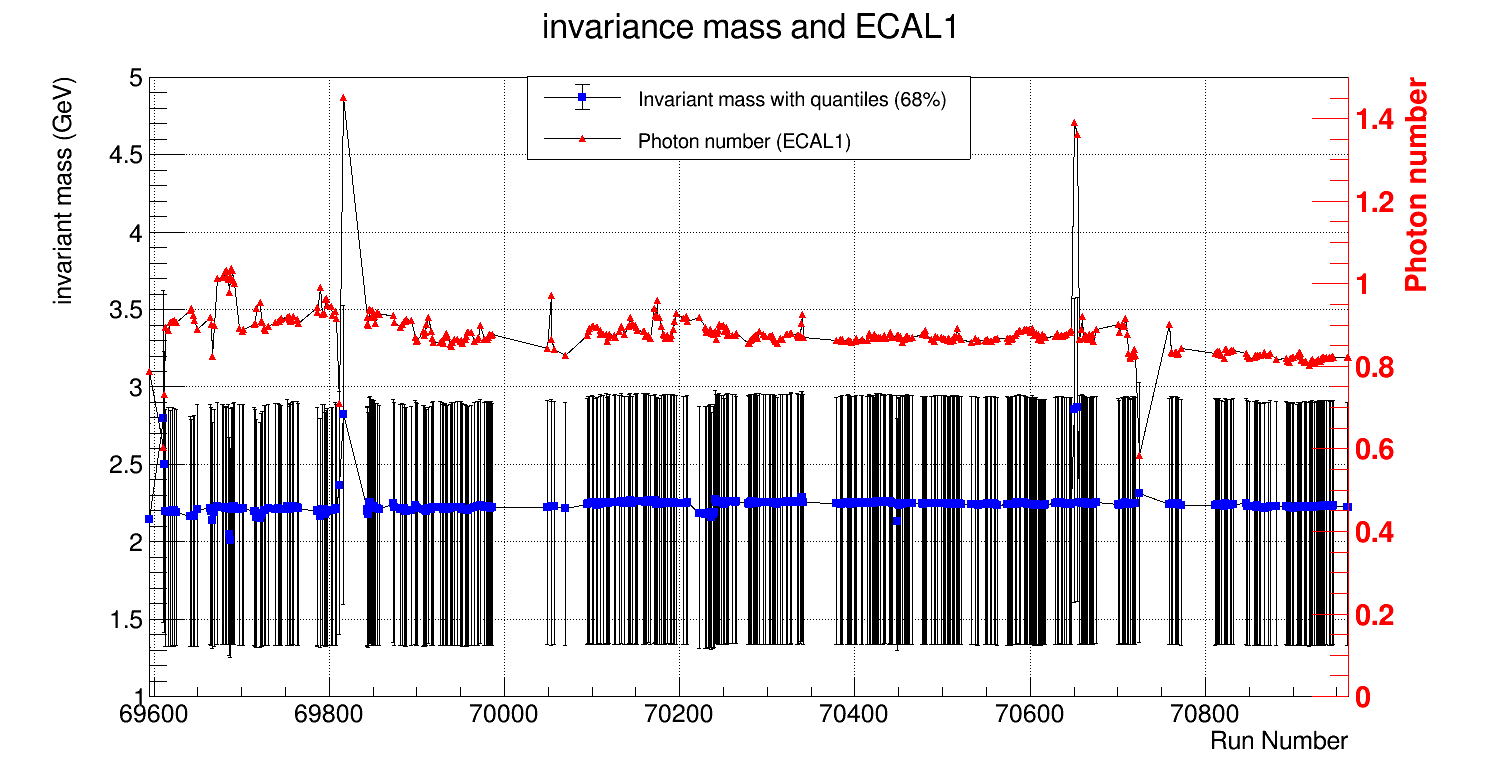 invariance mass and ECAL1
Invariant mass with quantiles (68%)
Photon number (ECAL1)
invariant mass (GeV)
5
4.5
4
3.5
3
2.5
2
1.5
1
Photon number
1.4
1.2
1
0.8
0.6
0.4
0.2
0
69600 69800 70000 70200 70400 70600 70800
Run Number